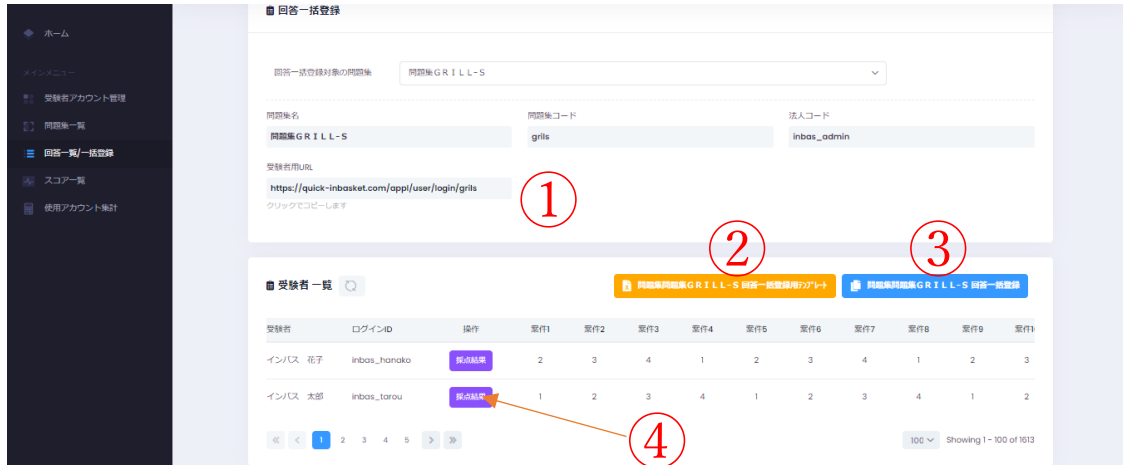 回答一括登録
ホーム
メインメニュー
受験者アカウント管理
問題集一覧
回答一覧/一括登録
スコア一覧
使用アカウント集計
回答一括登録対象の問題集 問題集ＧＲＩＬＬ-Ｓ
問題集名 問題集コード 法人コード
問題集ＧＲＩＬＬ-Ｓ grils inbas_admin
受験者用URL
https://quick-inbasket.com/appl/user/login/grils
クリックでコピーします
①
② ③
受験者 一覧 問題集問題集ＧＲＩＬＬ-Ｓ 回答一括登録用ﾃﾝﾌﾟﾚｰﾄ 問題集問題集ＧＲＩＬＬ-Ｓ 回答一括登録
受験者 ログインID 操作 案件1 案件2 案件3 案件4 案件5 案件6 案件7 案件8 案件9 案件1
インバス 花子 inbas_hanako 採点結果 2 3 4 1 2 3 4 1 2 3
インバス 太郎 inbas_tarou 採点結果 1 2 3 4 1 2 3 4 1 2
④
« ‹ 1 2 3 4 5 › » 100 Showing 1 - 100 of 1613